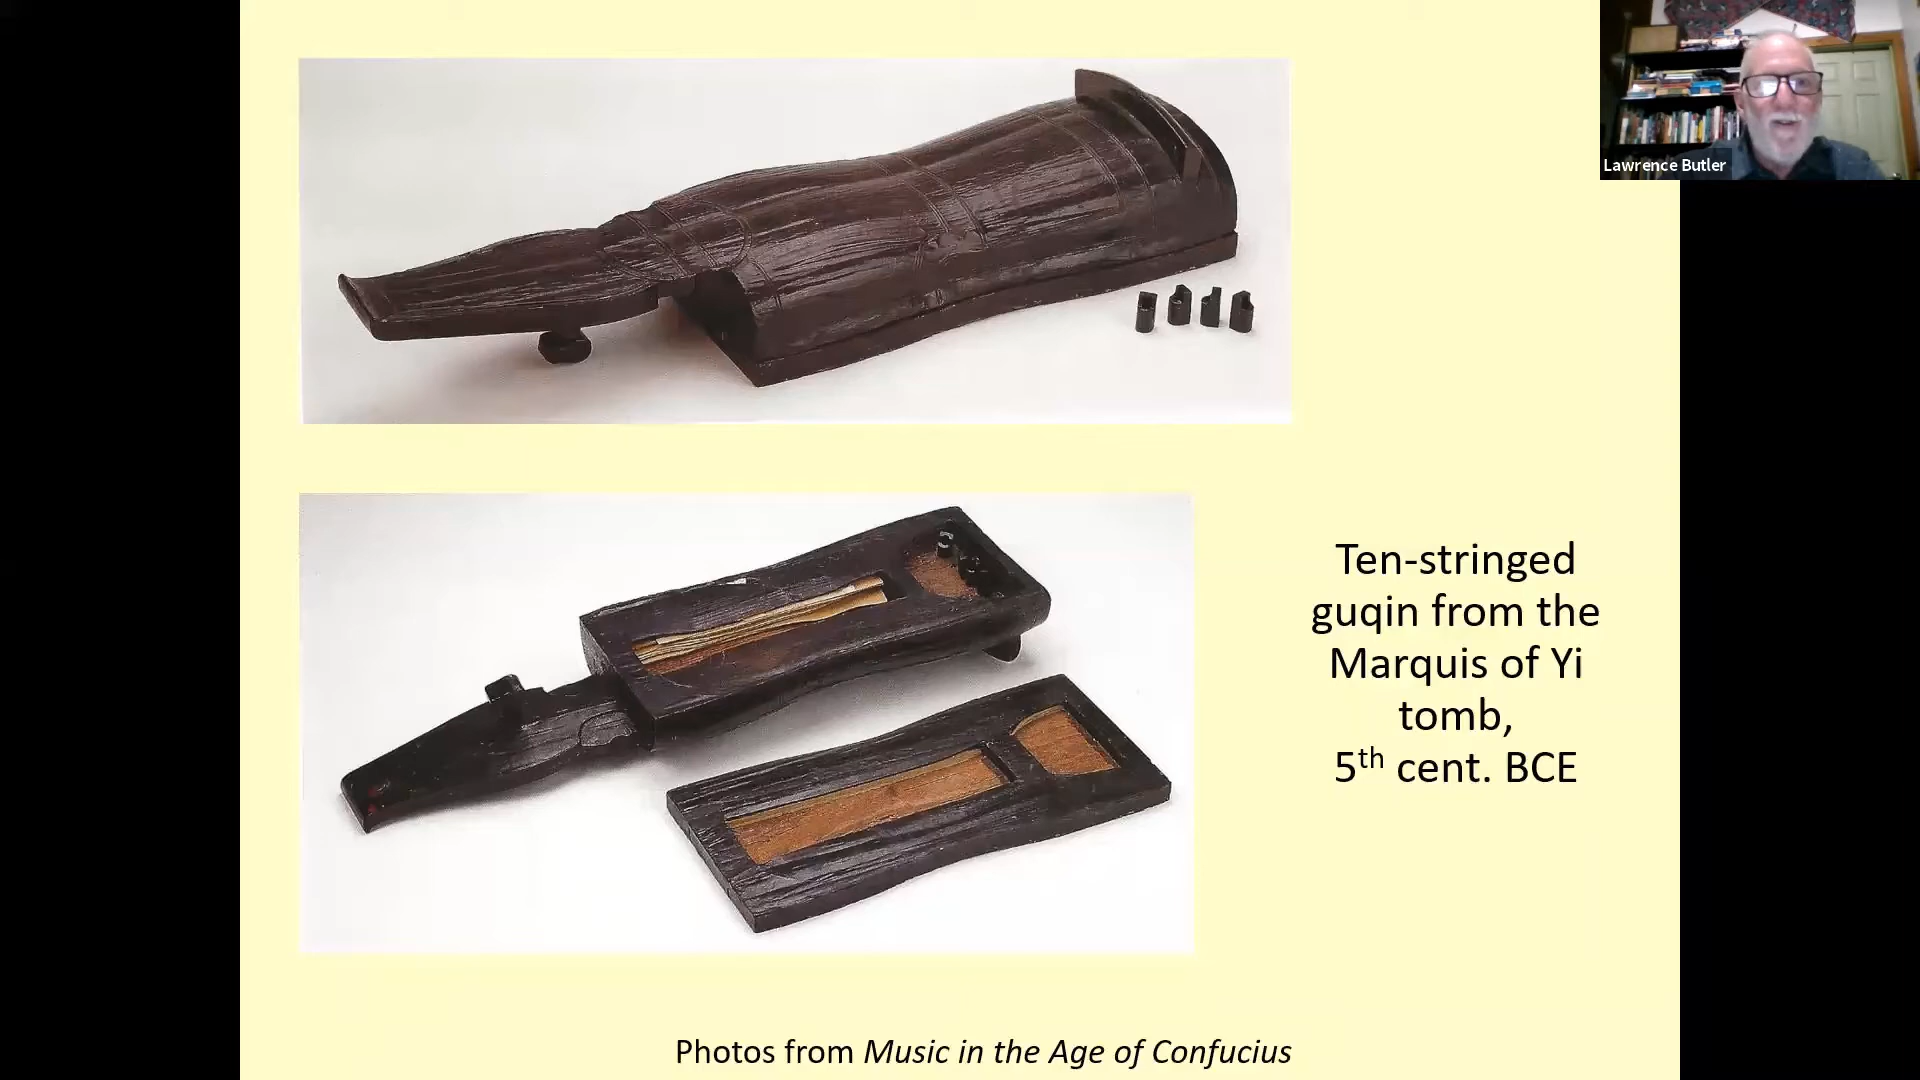 Lawrence Butler
Ten-stringed
guqin from the
Marquis of Yi
tomb,
5th cent. BCE
Photos from Music in the Age of Confucius